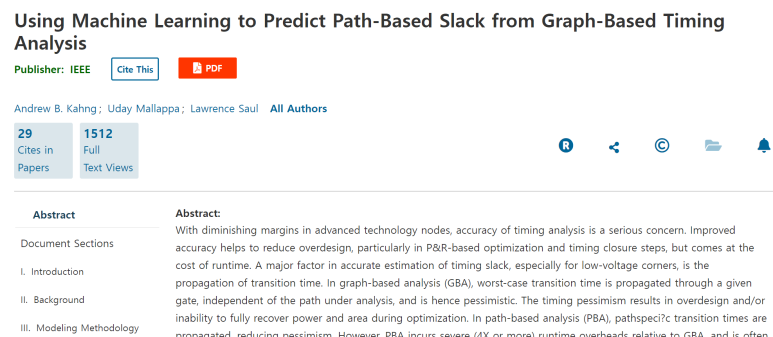 Using Machine Learning to Predict Path-Based Slack from Graph-Based Timing
Analysis
Publisher: IEEE
Cite This
PDF
Andrew B. Kahng; Uday Mallappa; Lawrence Saul All Authors
29
Cites in
Papers
1512
Full
Text Views
Abstract
Document Sections
I. Introduction
II. Background
III. Modeling Methodology
Abstract:
With diminishing margins in advanced technology nodes, accuracy of timing analysis is a serious concern. Improved
accuracy helps to reduce overdesign, particularly in P&R-based optimization and timing closure steps, but comes at the
cost of runtime. A major factor in accurate estimation of timing slack, especially for low-voltage corners, is the
propagation of transition time. In graph-based analysis (GBA), worst-case transition time is propagated through a given
gate, independent of the path under analysis, and is hence pessimistic. The timing pessimism results in overdesign and/or
inability to fully recover power and area during optimization. In path-based analysis (PBA), pathspeci?c transition times are
propagated, reducing pessimism. However, PBA incurs severe (4X or more) runtime overheads relative to GBA, and is often